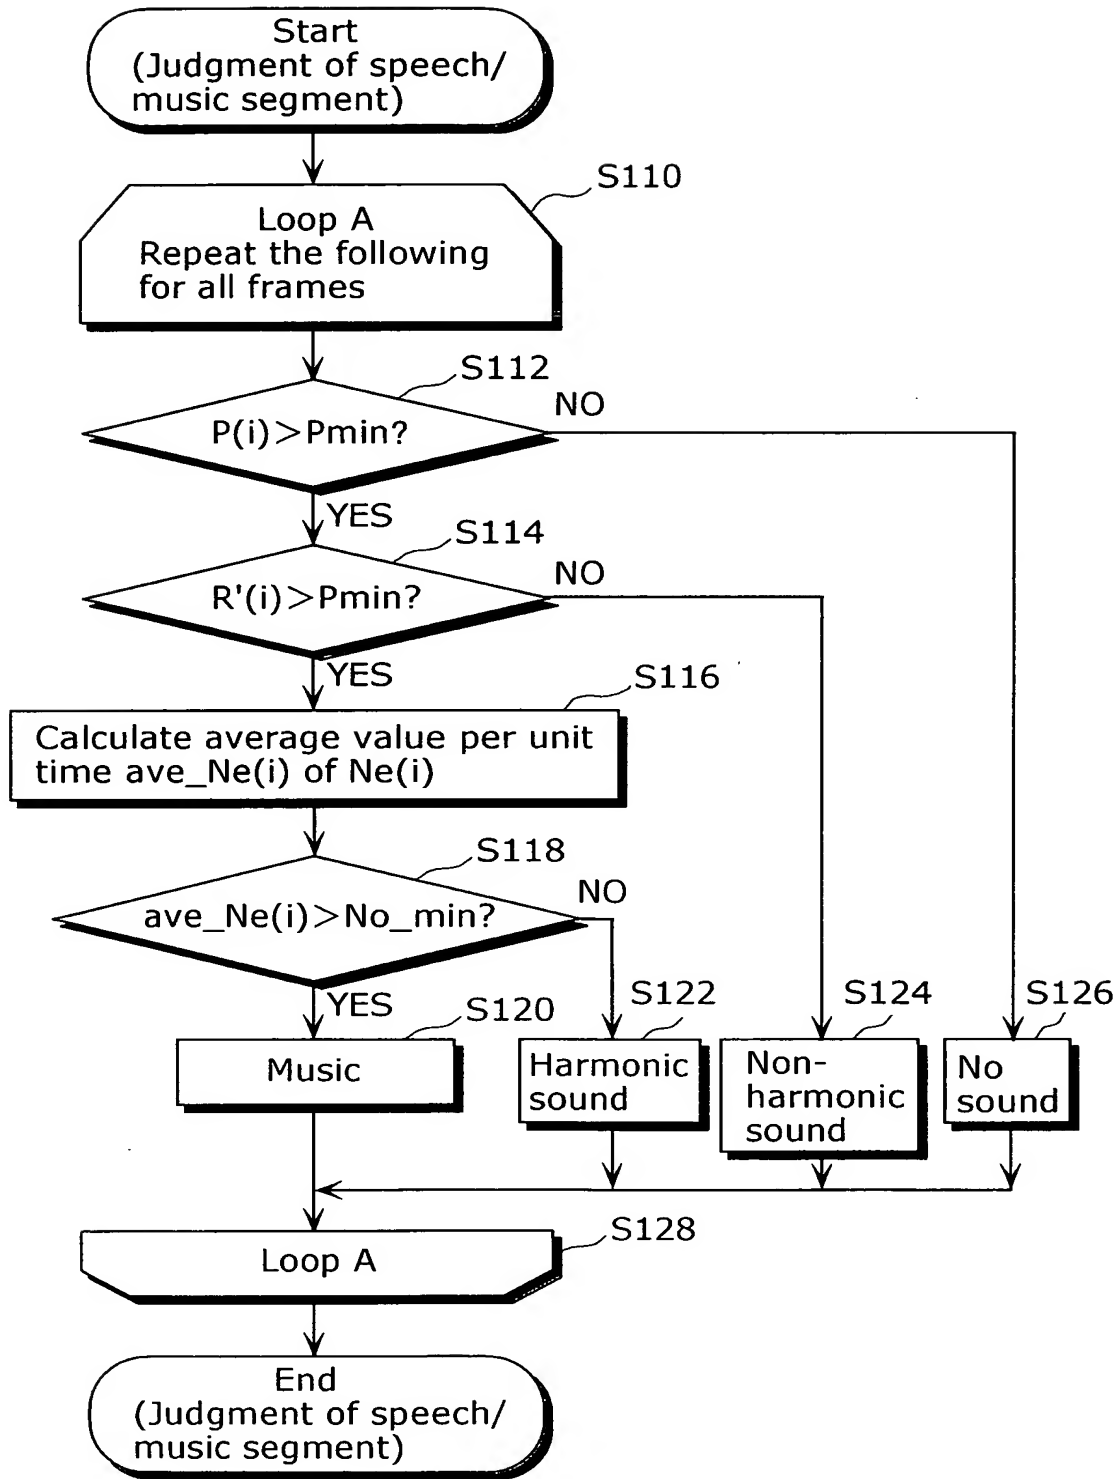 Start
(Judgment of speech/
music segment)
S110
Loop A
Repeat the following
for all frames
S112
P(i)>Pmin?
NO
YES
S114
R'(i)>Pmin?
NO
YES
S116
Calculate average value per unit
time ave_Ne(i) of Ne(i)
S118
ave_Ne(i)>No_min?
NO
YES
S120
Music
S122
Harmonic
sound
S124
Non-
harmonic
sound
S126
No
sound
S128
Loop A
End
(Judgment of speech/
music segment)